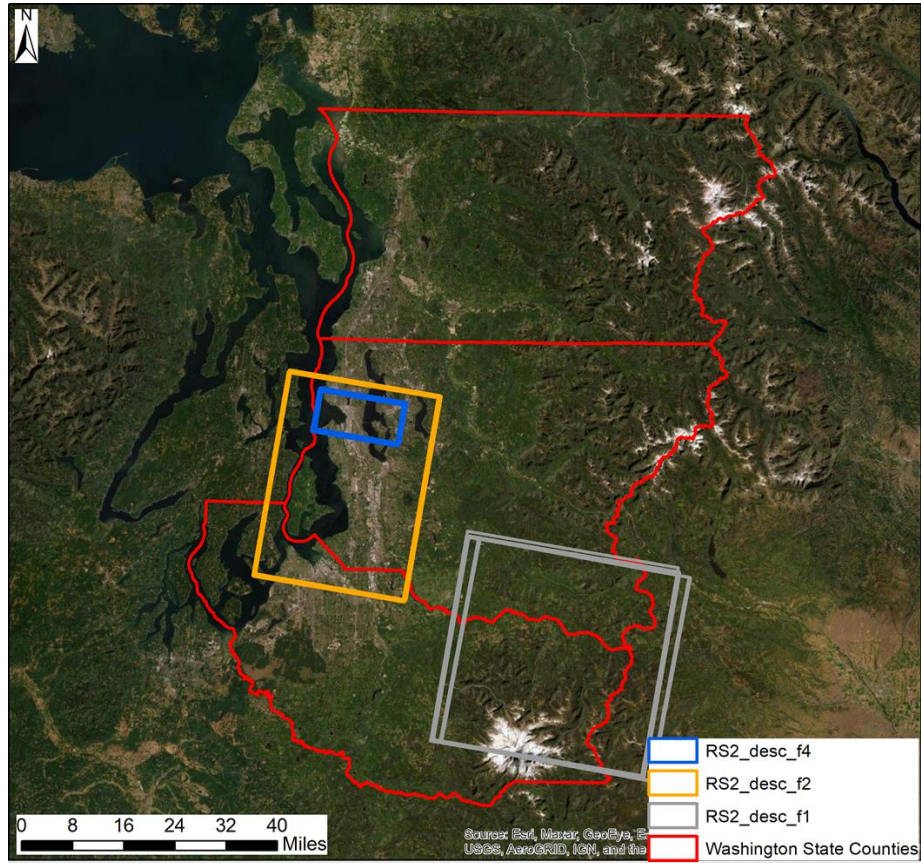 N
RS2_desc_f4
RS2_desc_f2
RS2_desc_f1
Washington State Counties
0 8 16 24 32 40
Miles
Source: Esri, Maxar, GeoEye, E
USGS, AeroGRID, IGN, and the